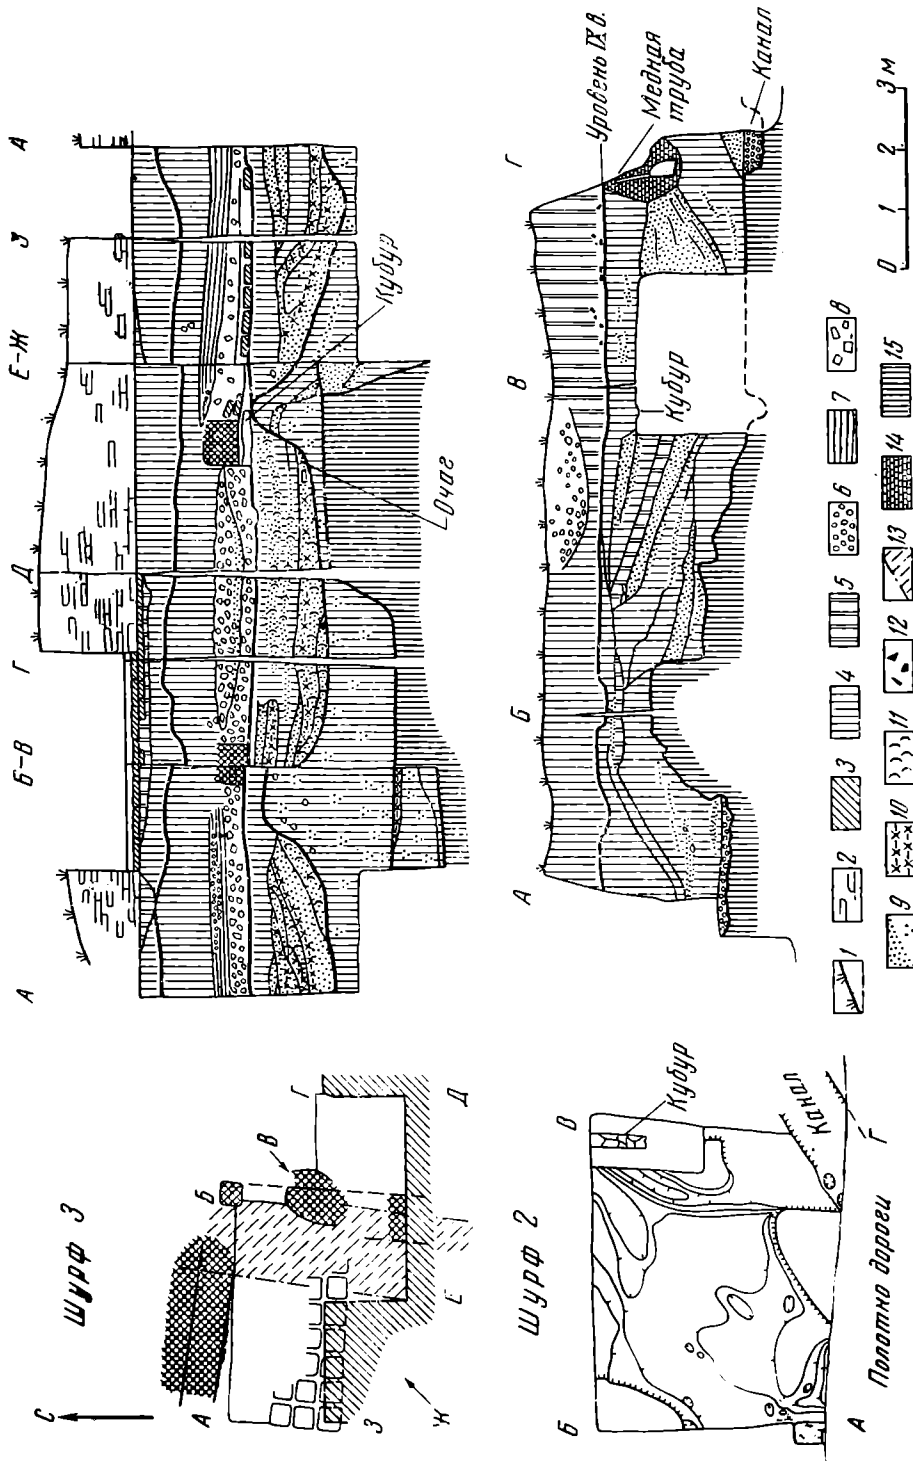 Шурф 3
С
А
Б
В
Г
Д
Е
Ж
З
А
Б-В
Г
Д
Е-Ж
З
А
Кубур
Очаг
Шурф 2
Б
В
Кубур
Канал
Г
А
Полотно дороги
А
Б
В
Г
Уровень IX в.
Медная труба
Кубур
Канал
1 2 3 4 5 6 7 8
9 10 11 12 13 14 15
0 1 2 3 м